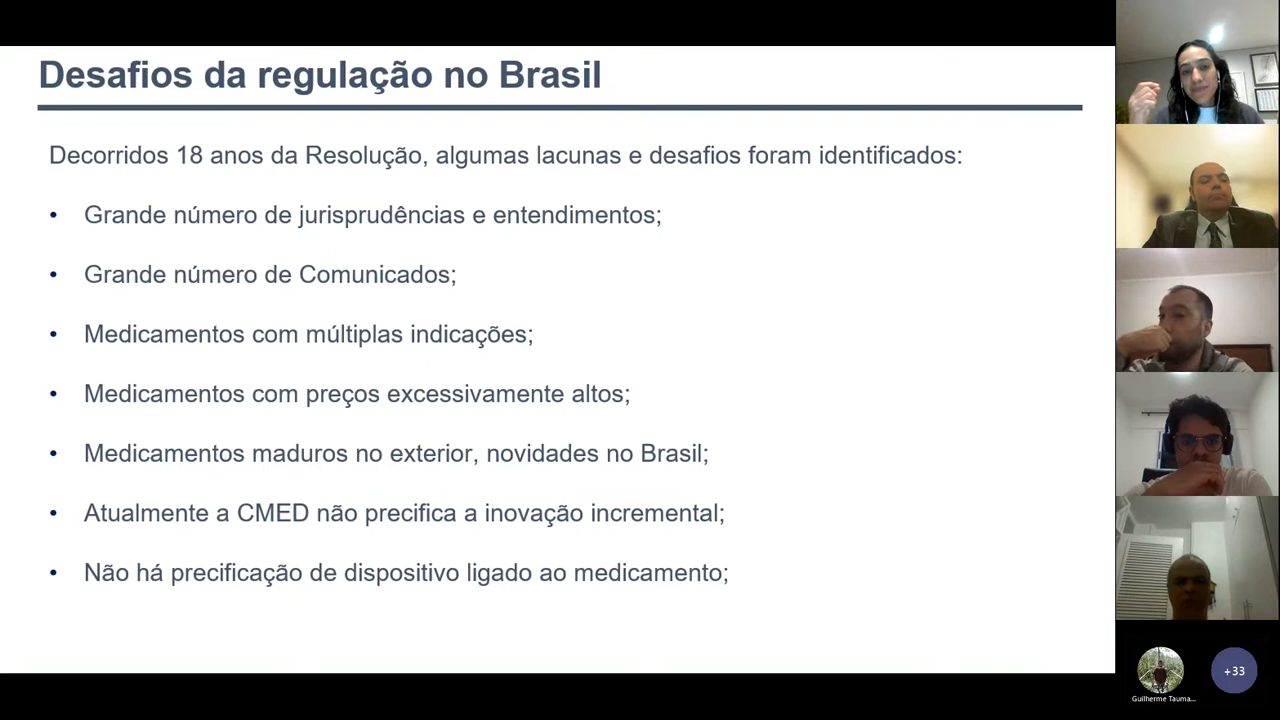 Desafios da regulação no Brasil
Decorridos 18 anos da Resolução, algumas lacunas e desafios foram identificados:
• Grande número de jurisprudências e entendimentos;
• Grande número de Comunicados;
• Medicamentos com múltiplas indicações;
• Medicamentos com preços excessivamente altos;
• Medicamentos maduros no exterior, novidades no Brasil;
• Atualmente a CMED não precifica a inovação incremental;
• Não há precificação de dispositivo ligado ao medicamento;
+33
Guilherme Tauma...